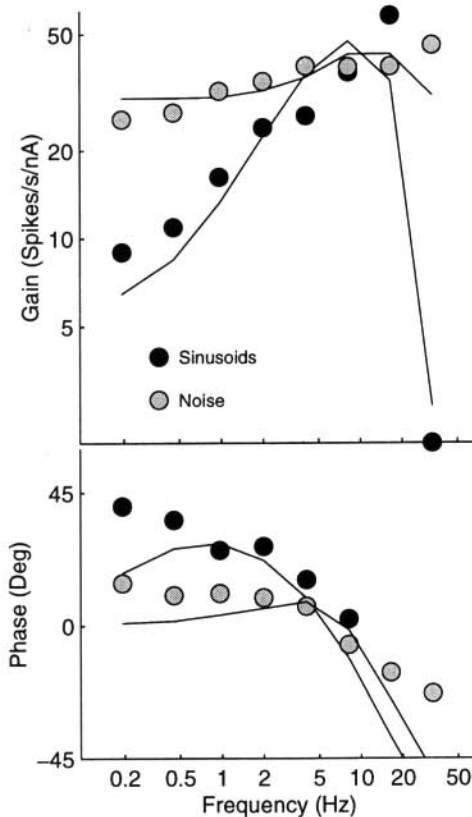 50
20
10
5
Gain (Spikes/s/nA)
Sinusoids
Noise
45
0
-45
Phase (Deg)
0.2 0.5 1 2 5 10 20 50
Frequency (Hz)